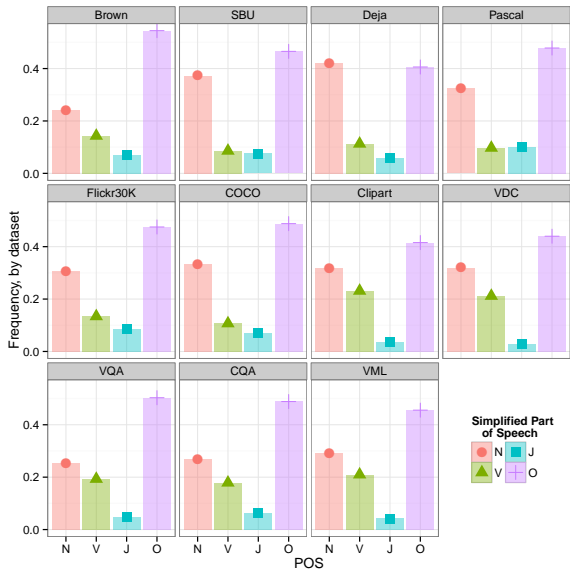 Brown SBU Deja Pascal
0.4
0.2
0.0
Flickr30K COCO Clipart VDC
0.4
0.2
0.0
VQA CQA VML
0.4
0.2
0.0
N V J O N V J O N V J O
POS
Frequency, by dataset
Simplified Part
of Speech
N J
V O